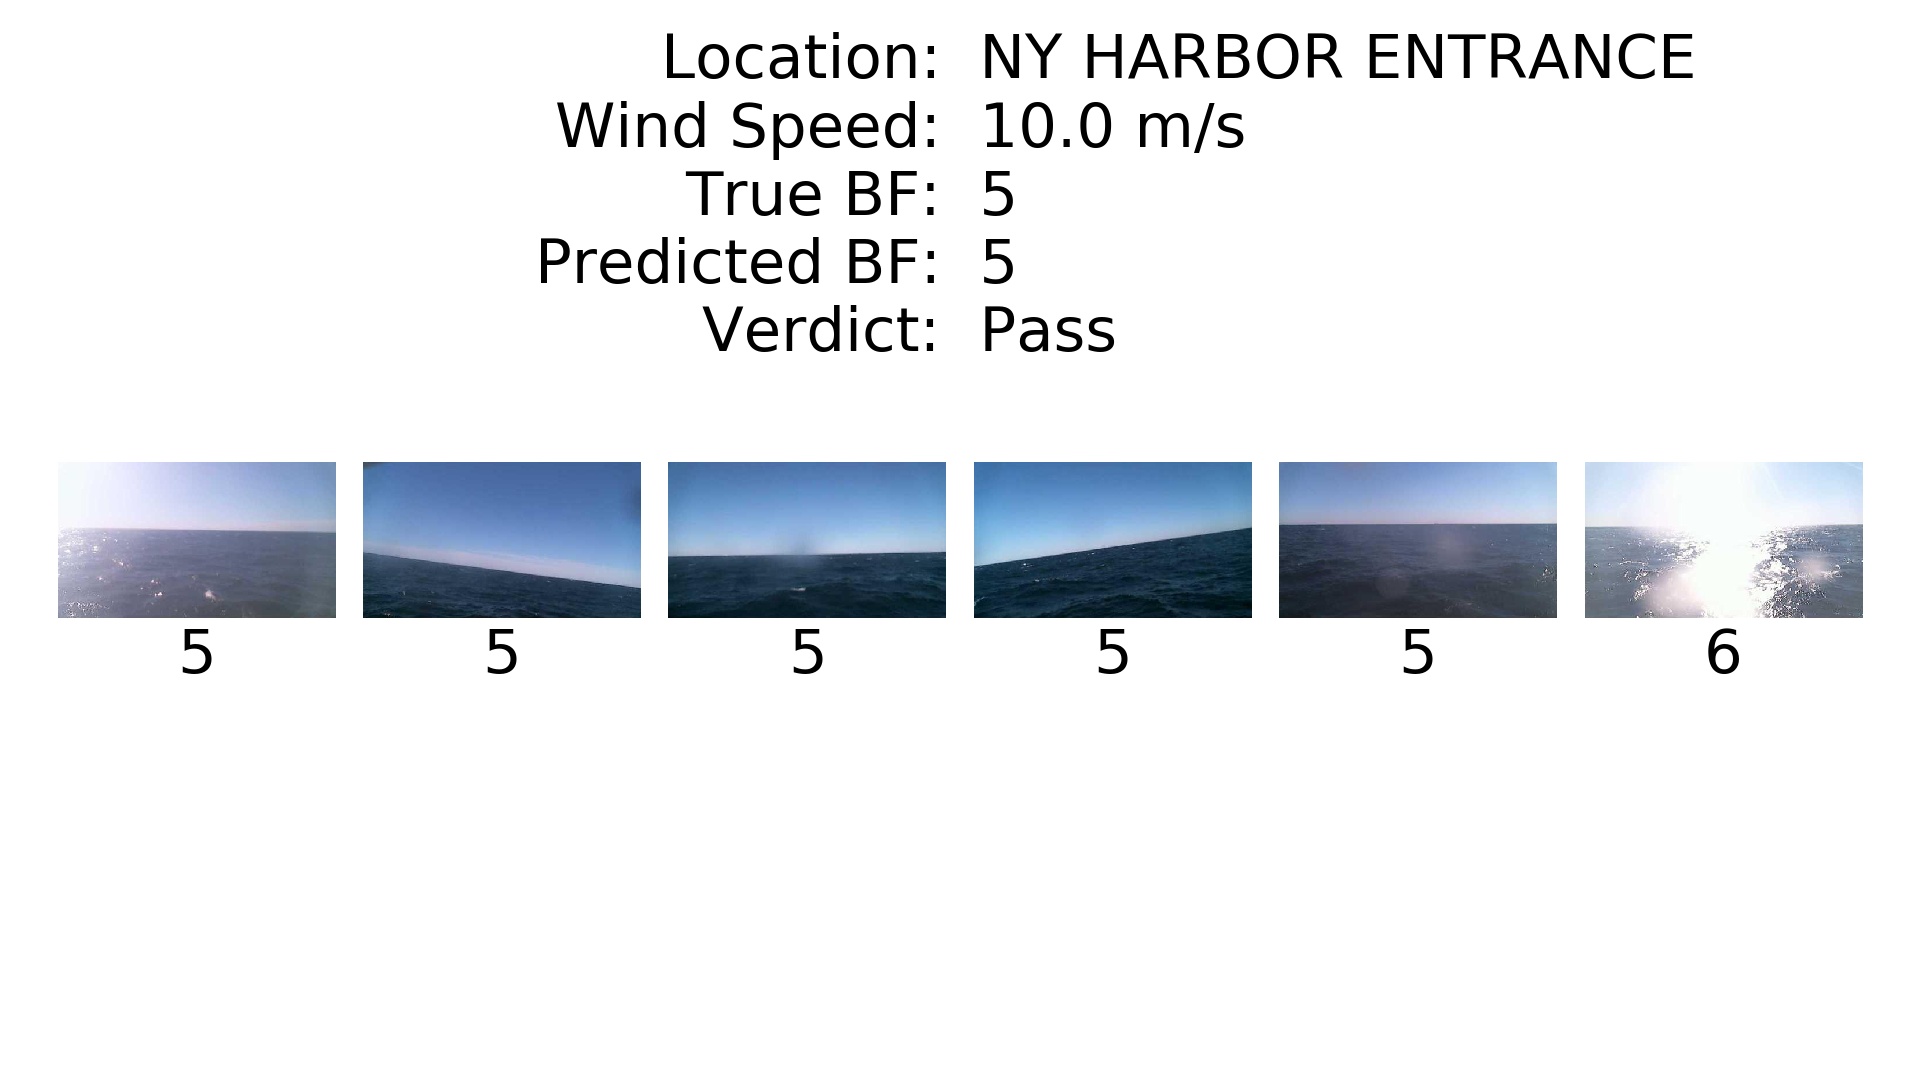 Location: NY HARBOR ENTRANCE
Wind Speed: 10.0 m/s
True BF: 5
Predicted BF: 5
Verdict: Pass
5 5 5 5 5 6